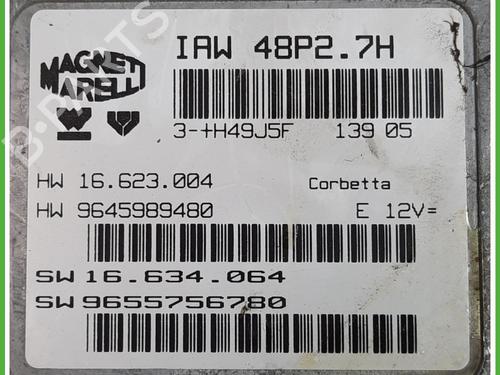 MAGNETI MARELLI
IAW 48P2.7H
3-+H49J5F 139 05
HW 16.623.004 Corbetta
HW 9645989480 E 12V=
SW 16.634.064
SW 9655756780
B-PARTS